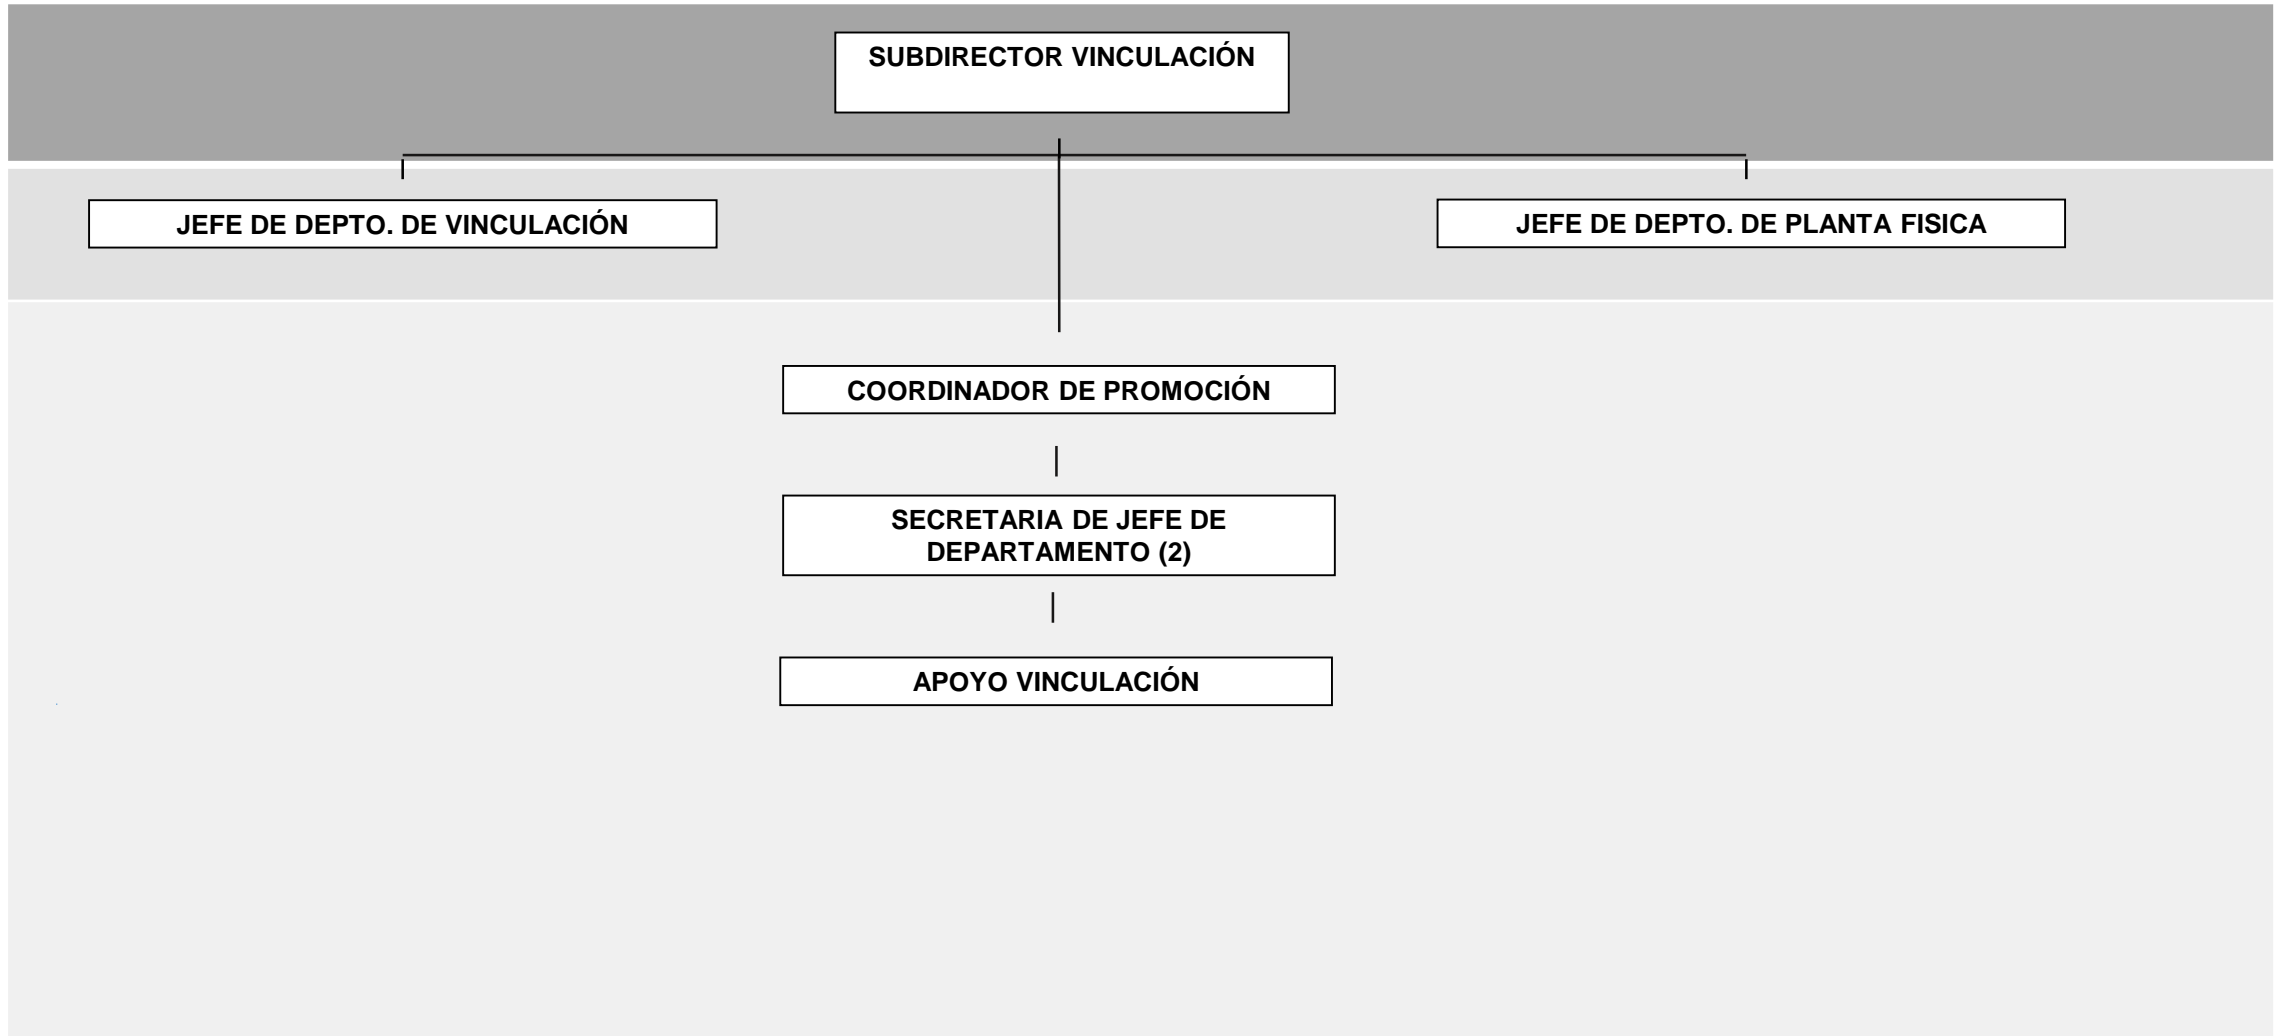 SUBDIRECTOR VINCULACIÓN
JEFE DE DEPTO. DE VINCULACIÓN
JEFE DE DEPTO. DE PLANTA FISICA
COORDINADOR DE PROMOCIÓN
SECRETARIA DE JEFE DE
DEPARTAMENTO (2)
APOYO VINCULACIÓN